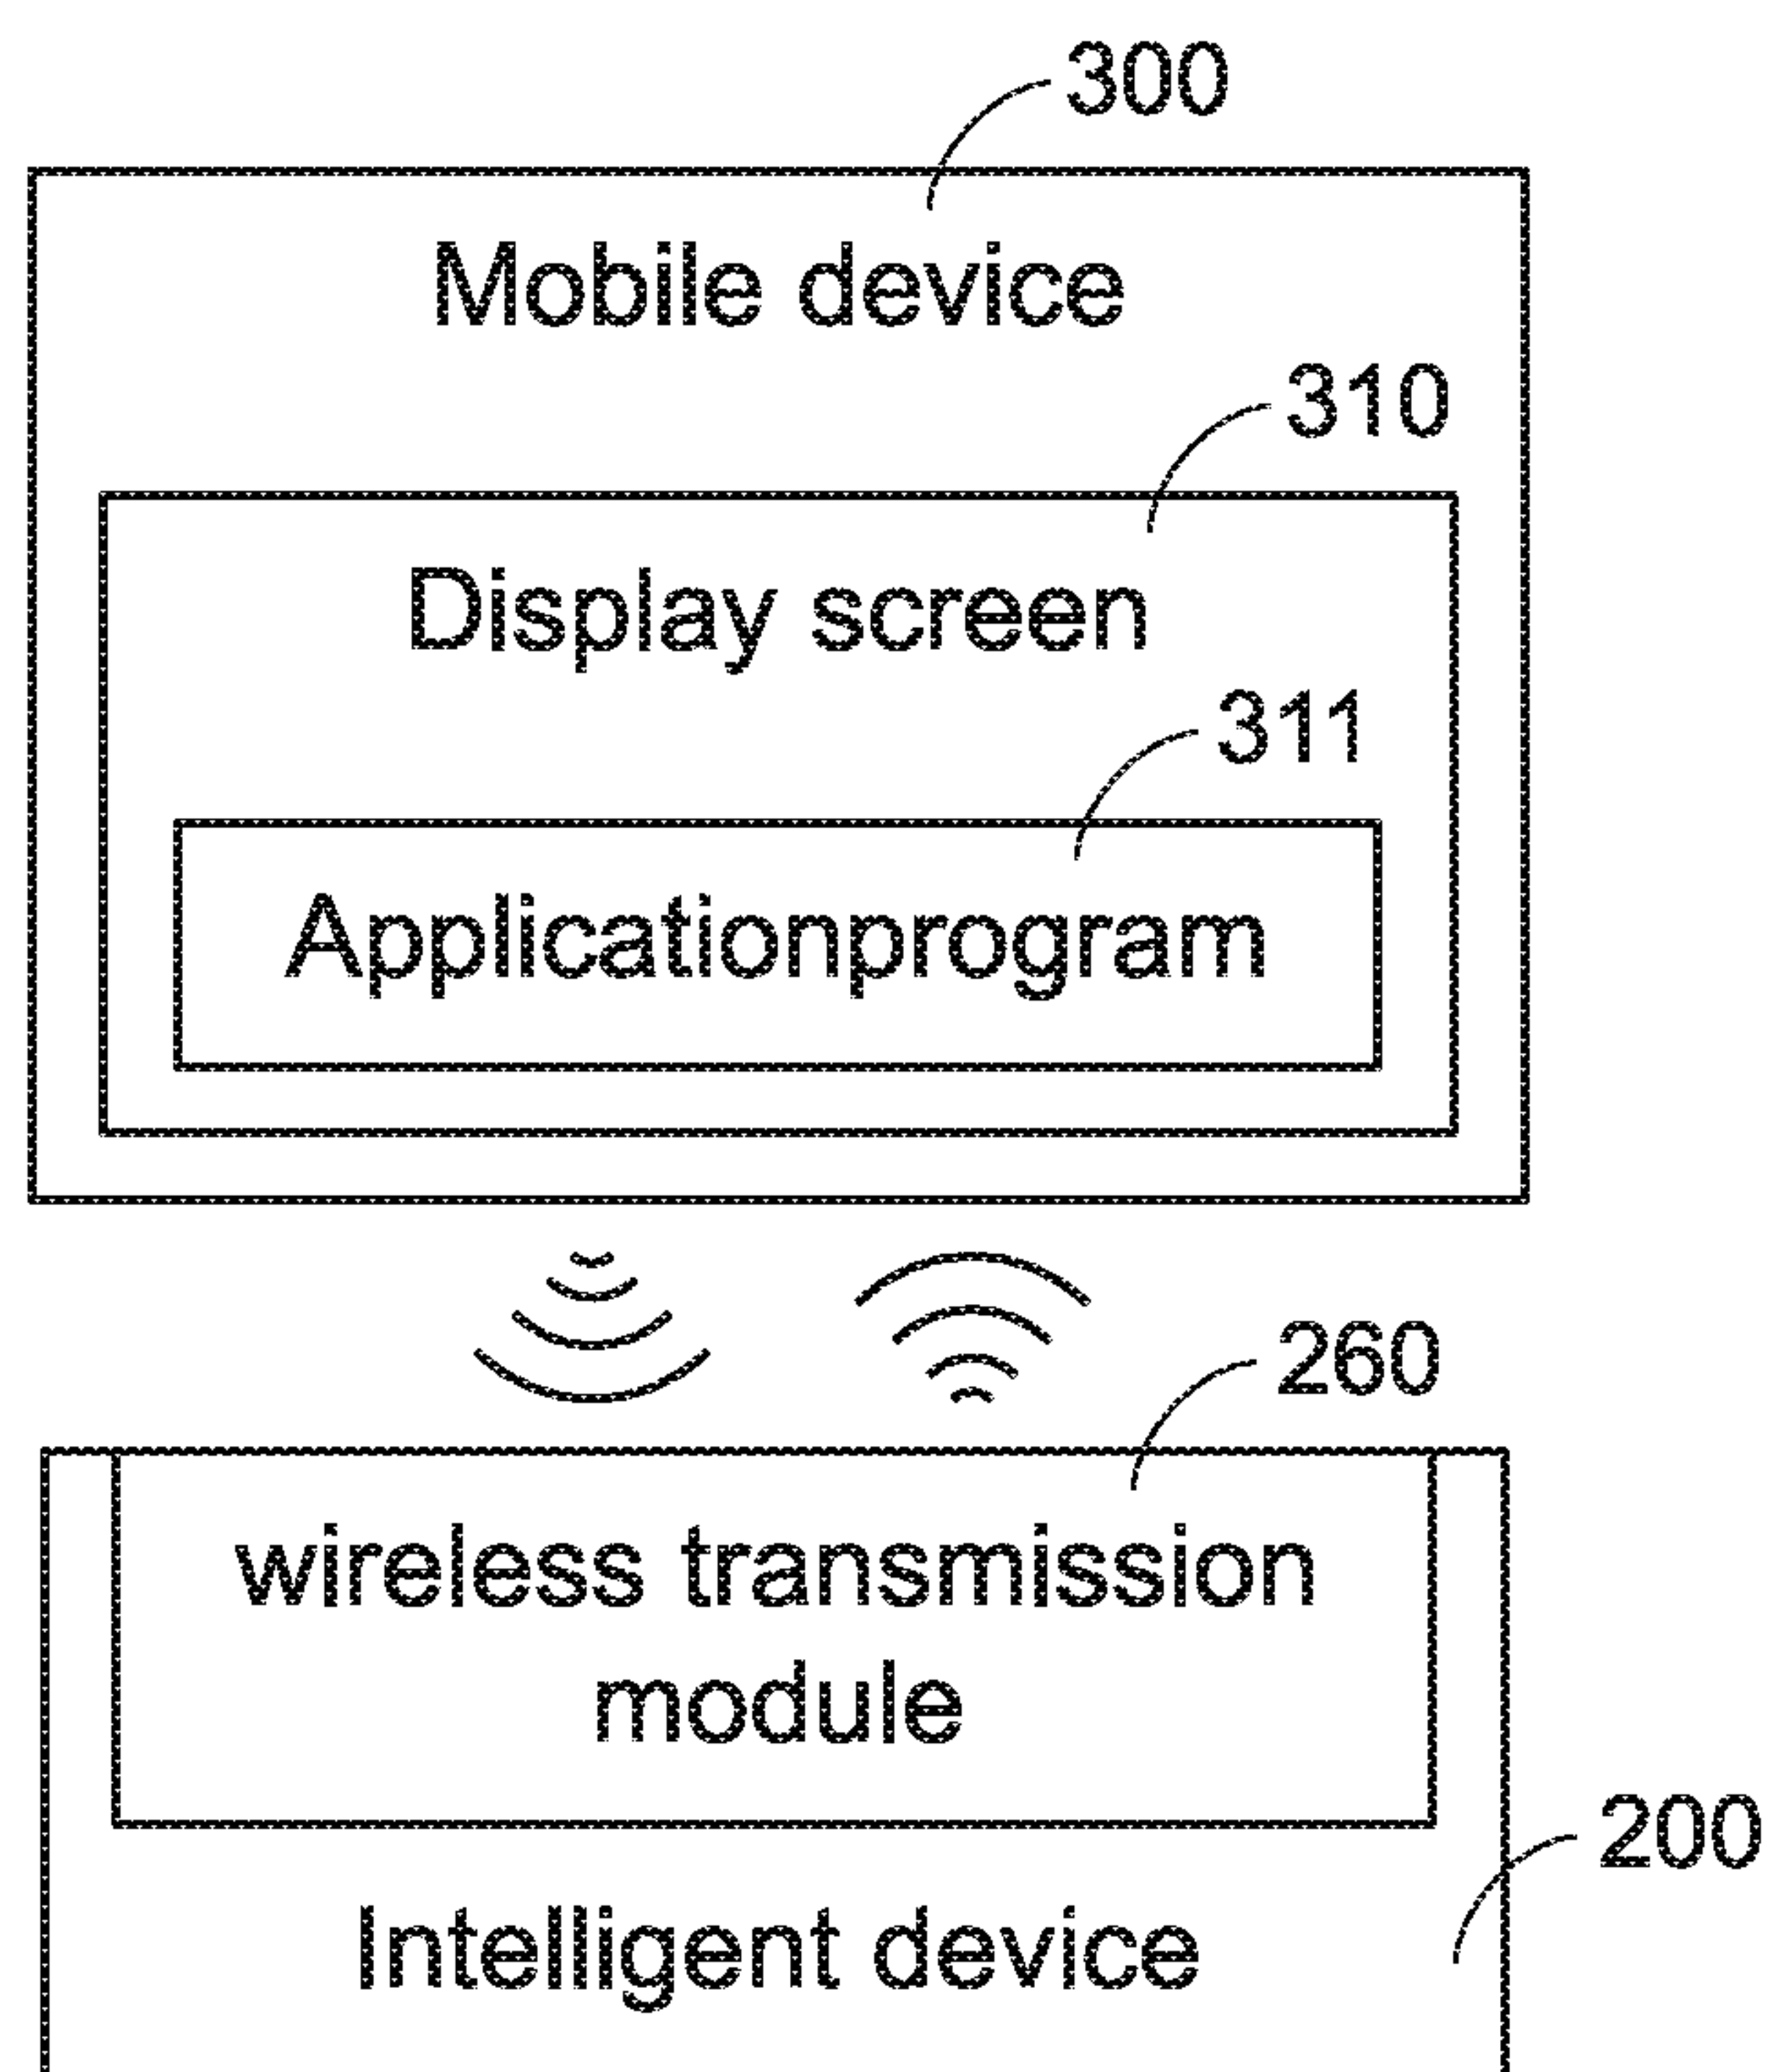 300
Mobile device
310
Display screen
311
Applicationprogram
260
wireless transmission
module
200
Intelligent device